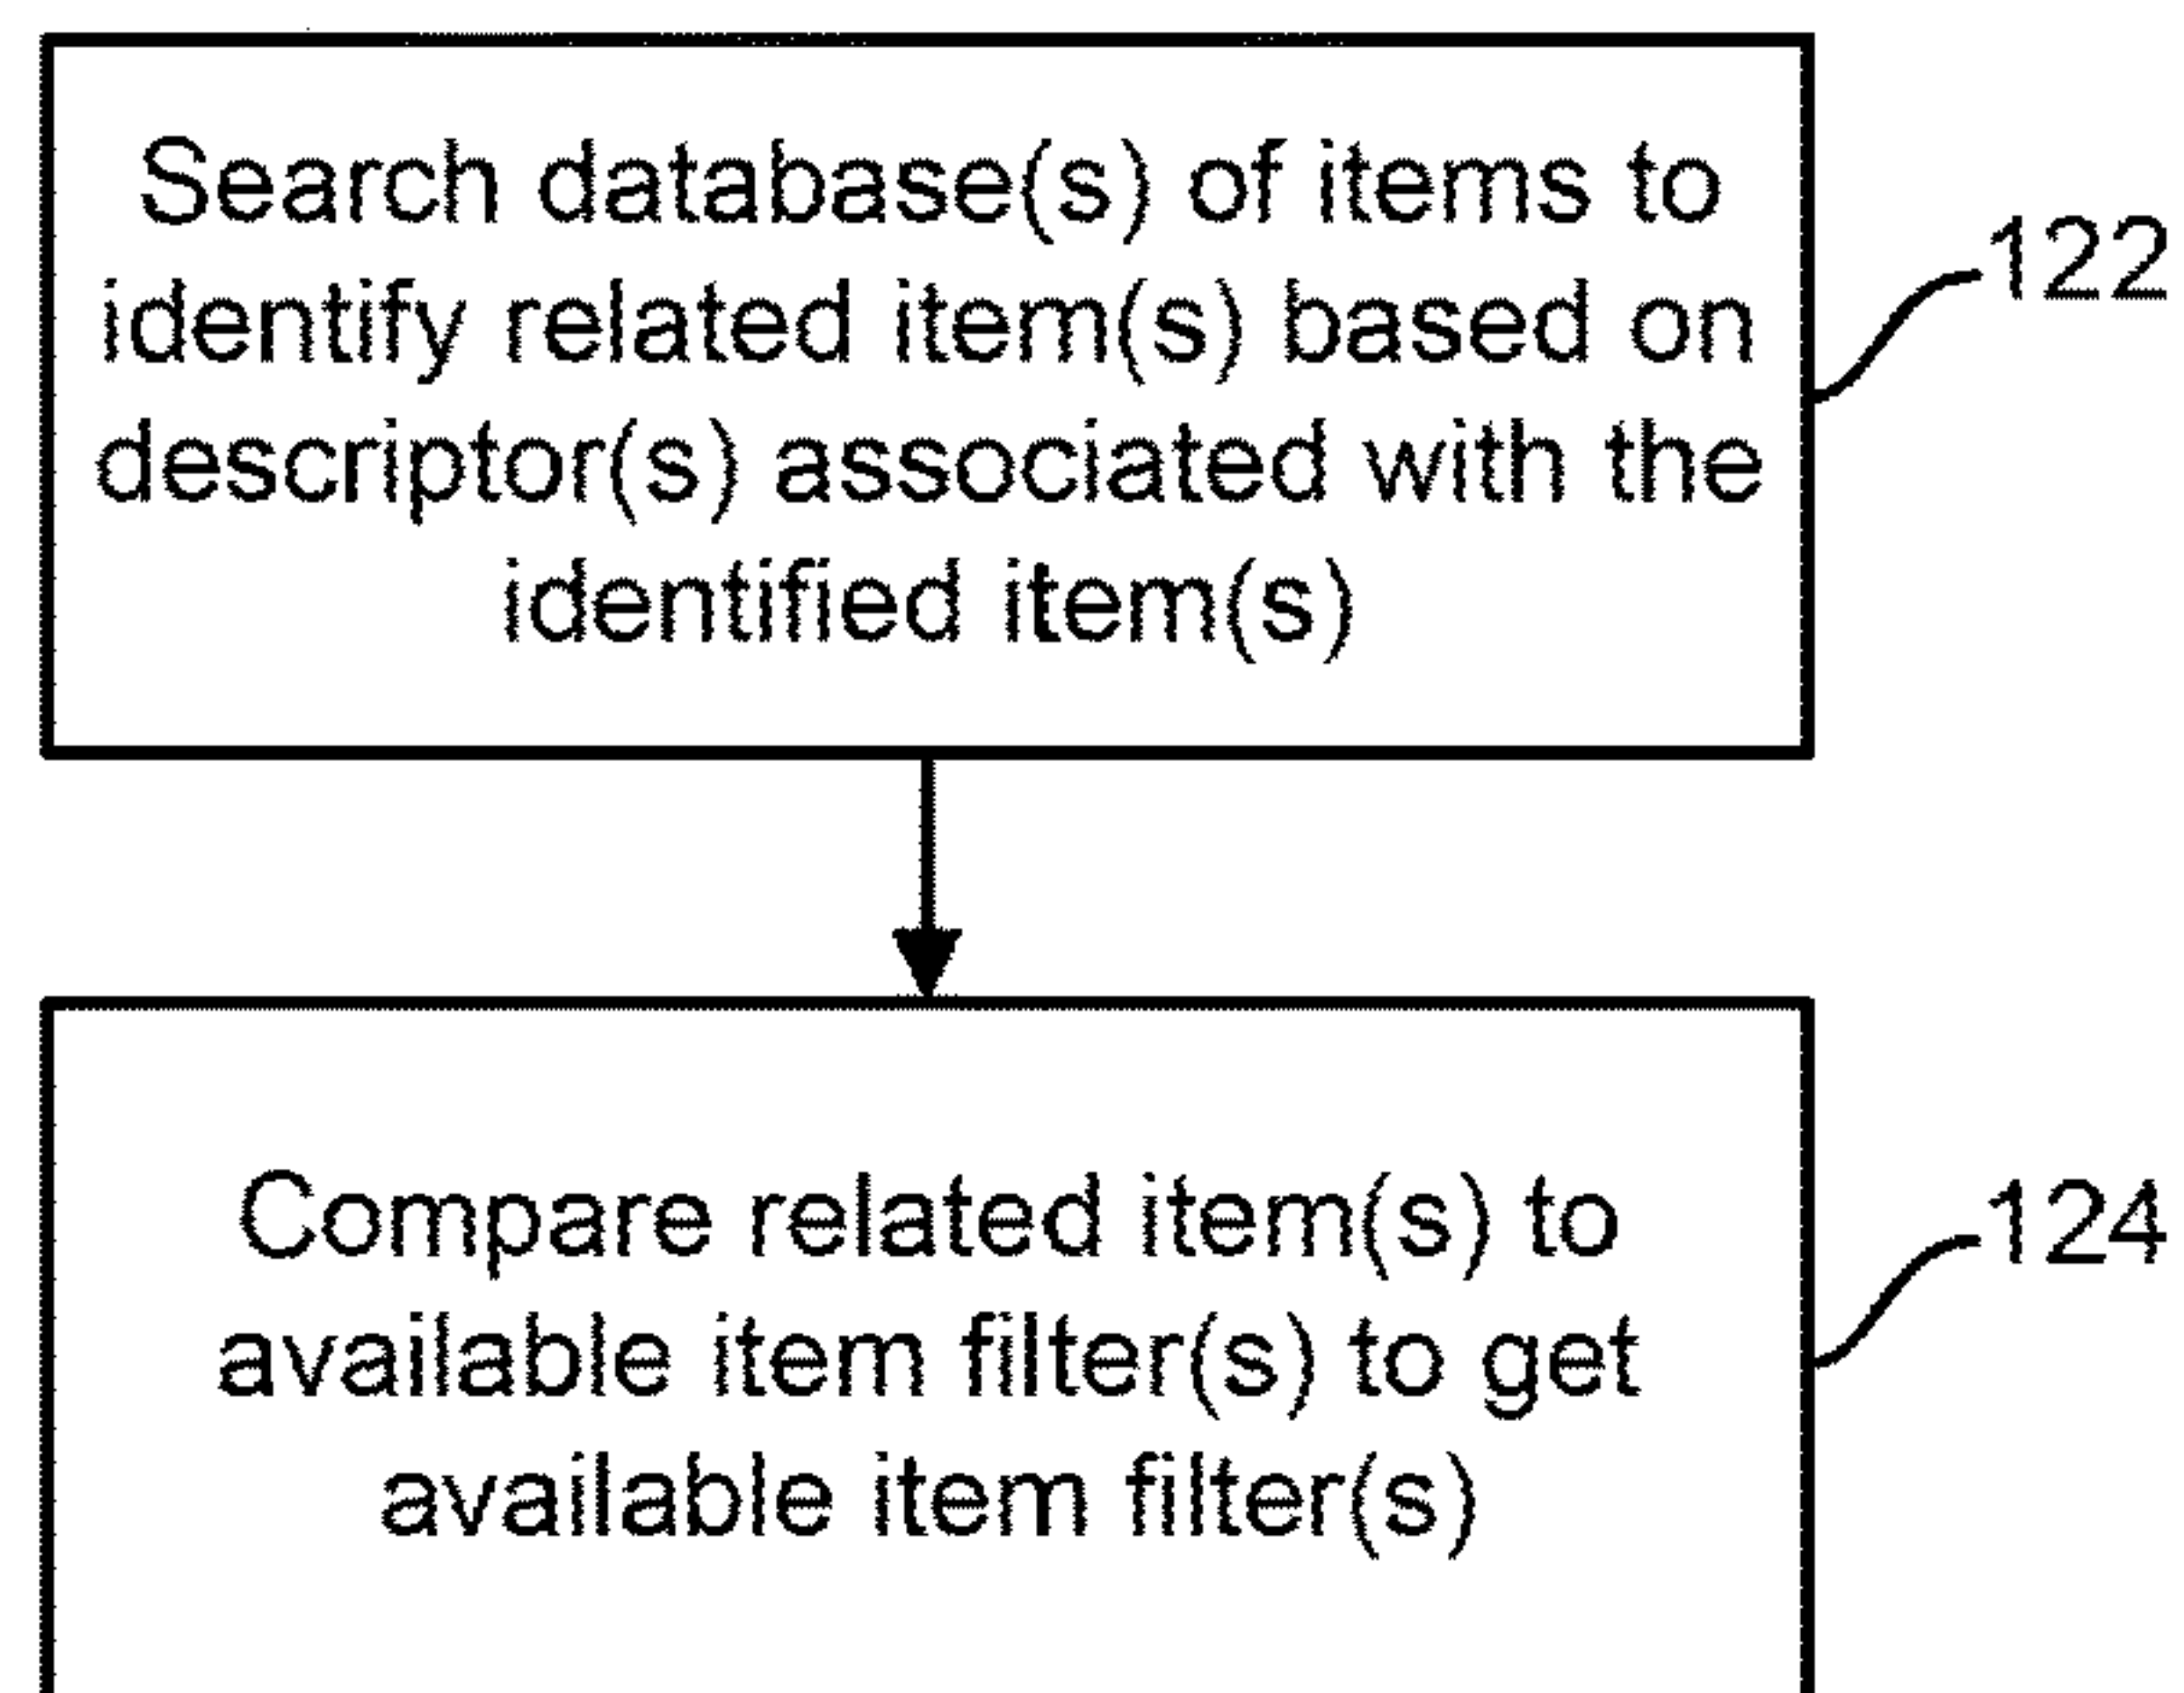 Search database(s) of items to
identify related item(s) based on
descriptor(s) associated with the
identified item(s)
122
Compare related item(s) to
available item filter(s) to get
available item filter(s)
124